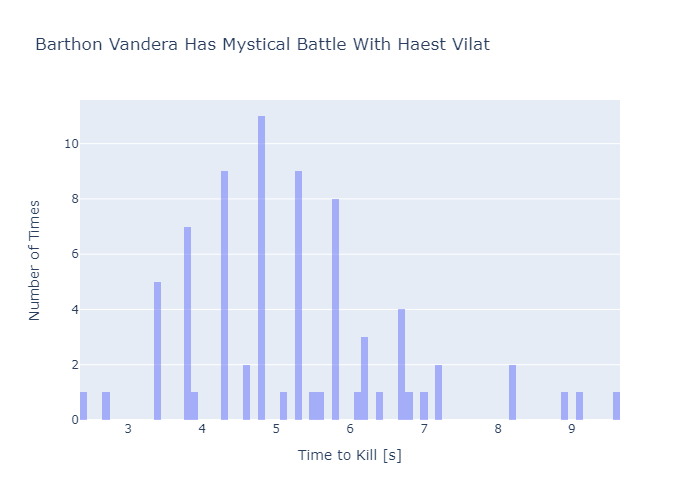 Barthon Vandera Has Mystical Battle With Haest Vilat
10
8
6
4
2
0
Number of Times
3 4 5 6 7 8 9
Time to Kill [s]